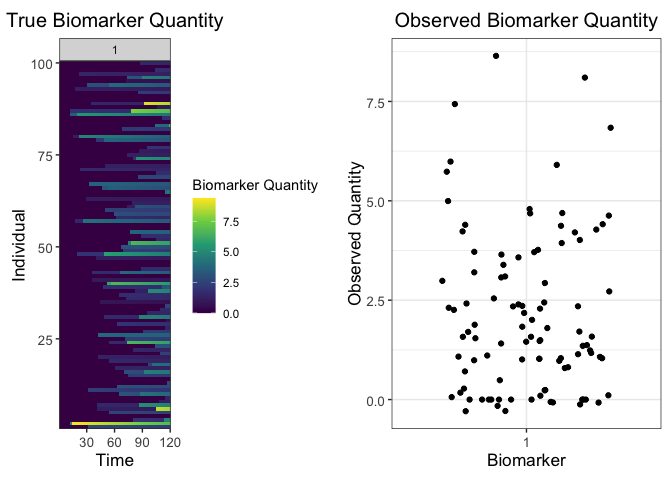 True Biomarker Quantity
1
100
75
50
25
Individual
30 60 90 120
Time
Biomarker Quantity
7.5
5.0
2.5
0.0
Observed Biomarker Quantity
7.5
5.0
2.5
0.0
Observed Quantity
1
Biomarker